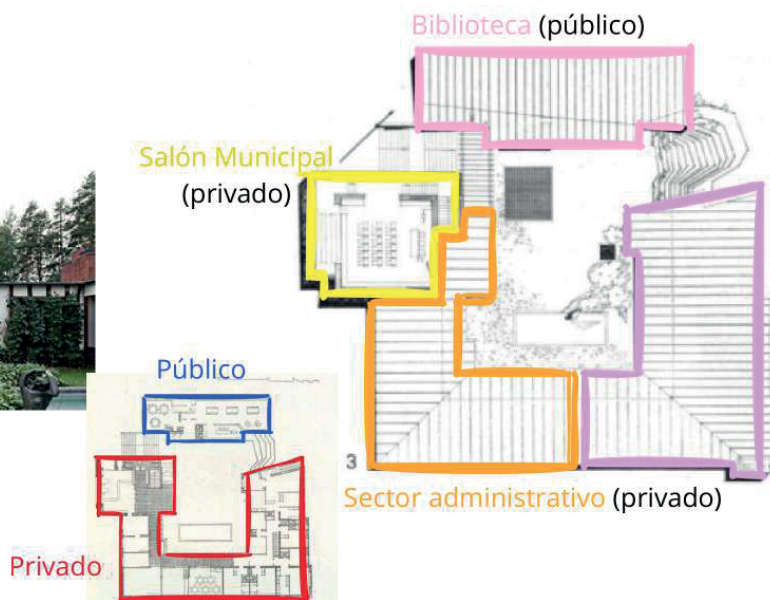 Biblioteca (público)
Salón Municipal
(privado)
Público
3
Sector administrativo (privado)
Privado